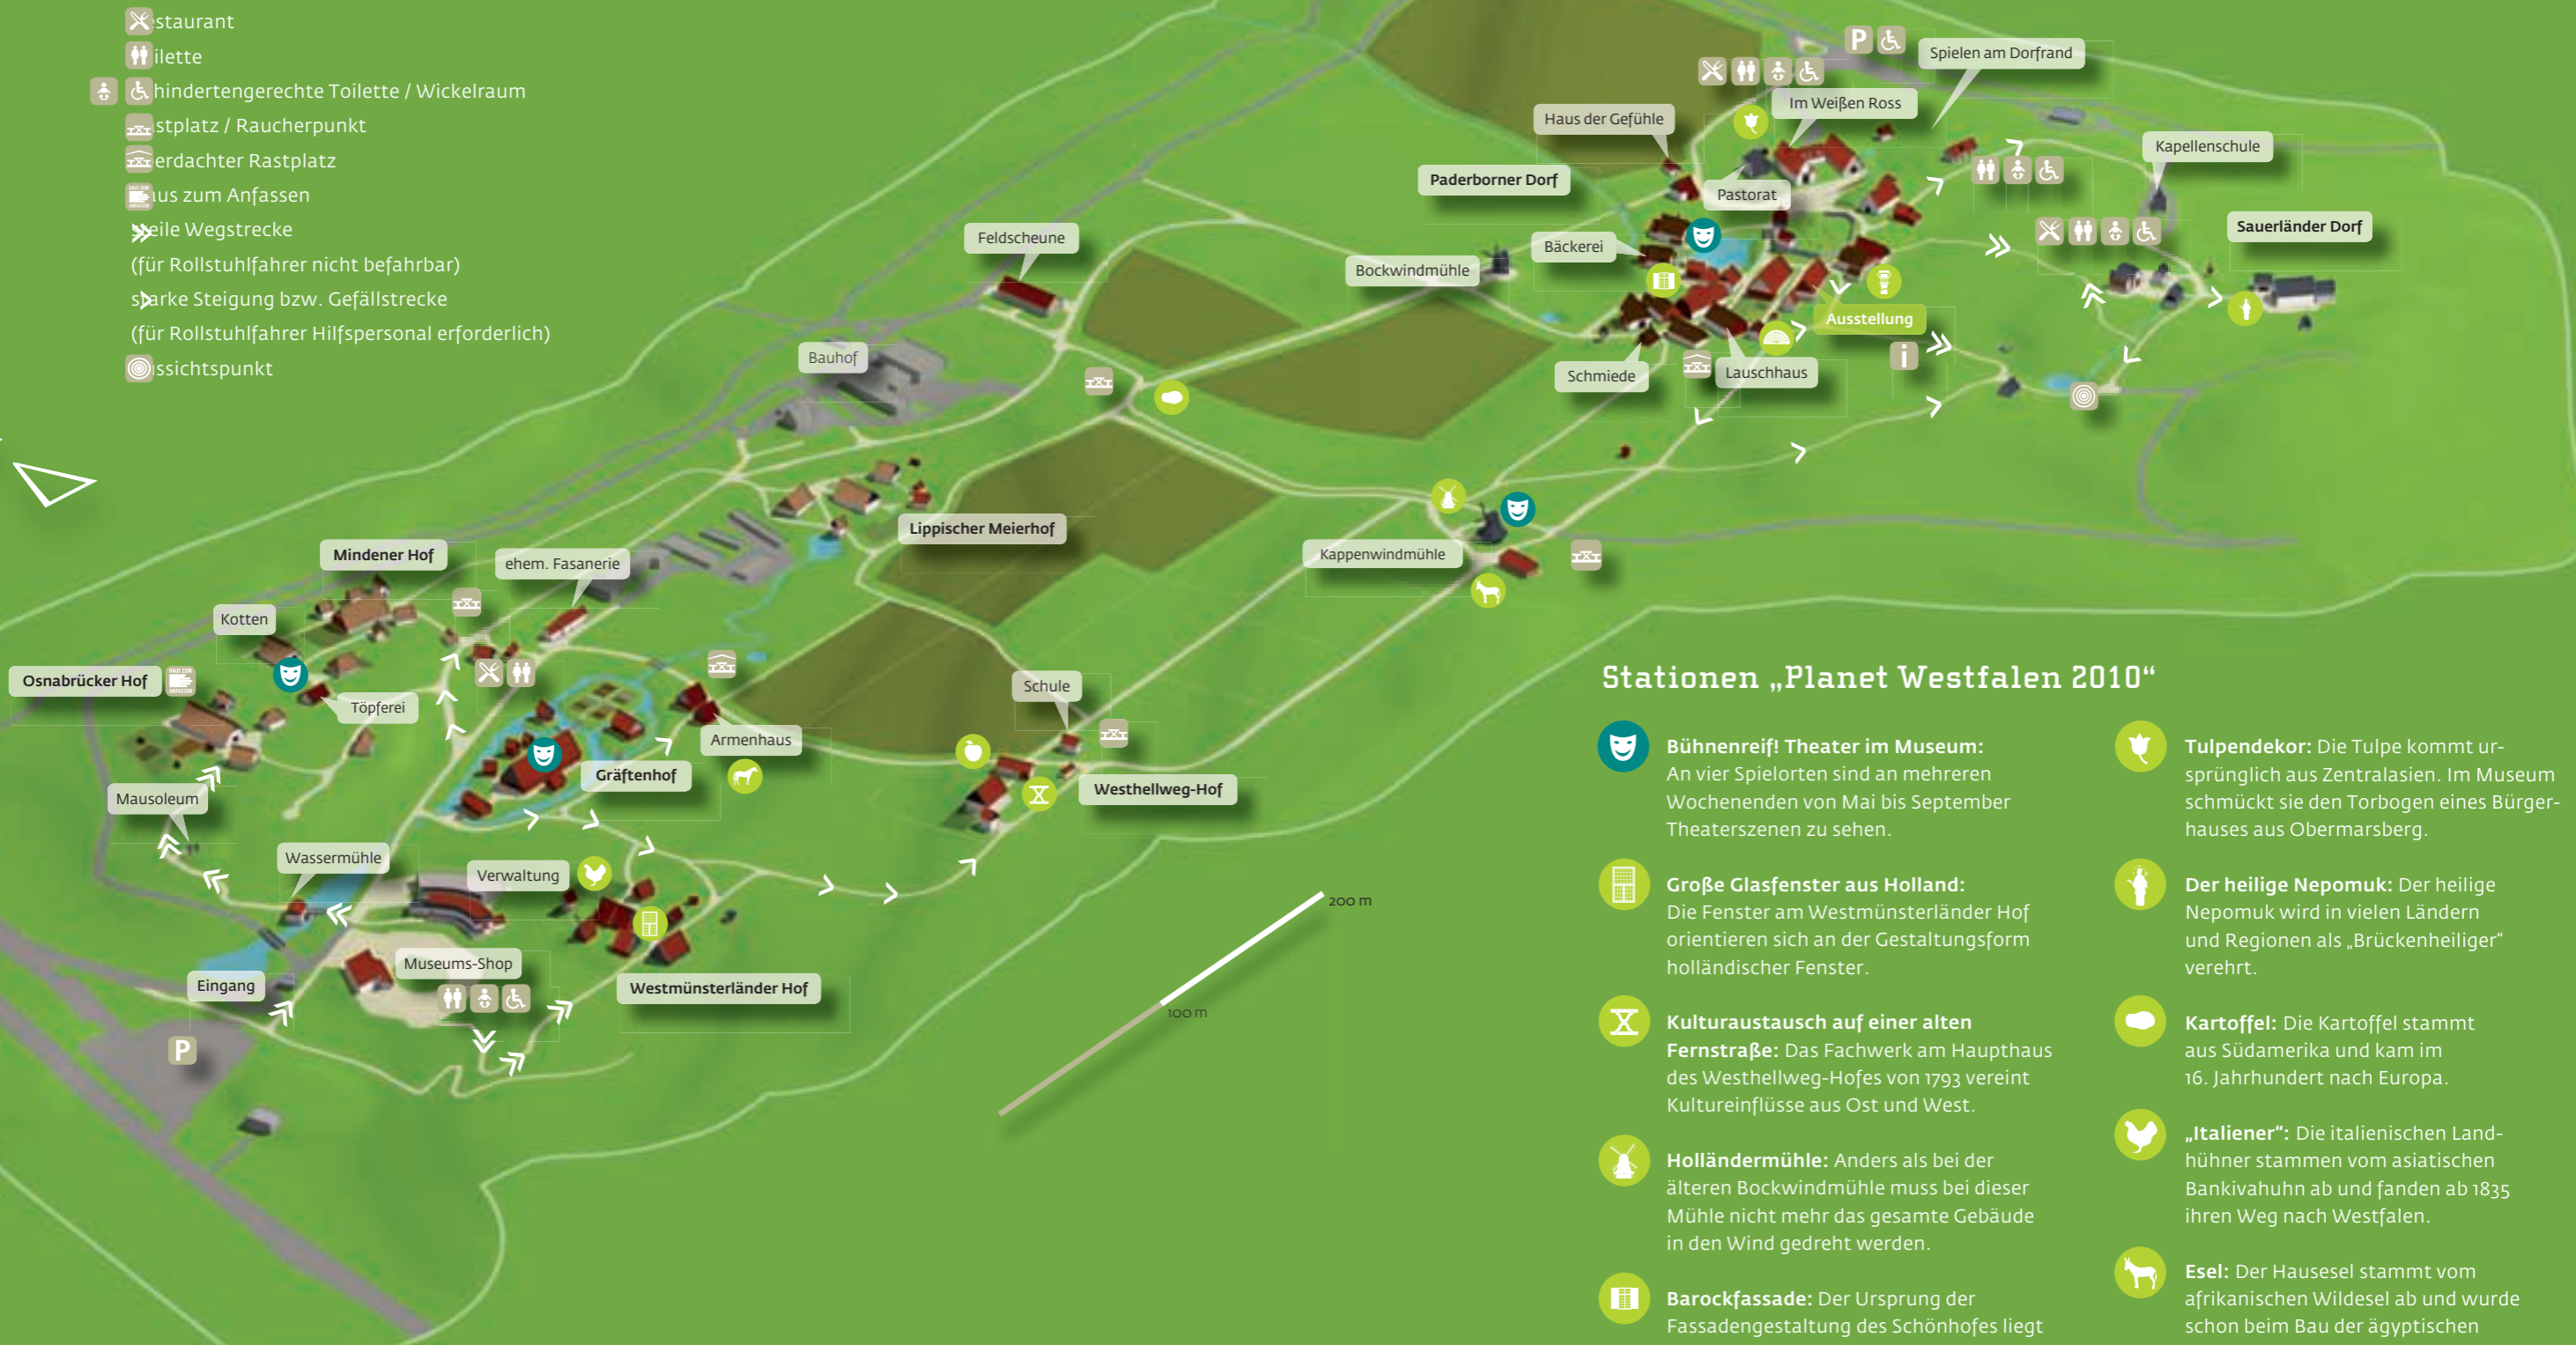 staurant
ilette
hindertengerechte Toilette / Wickelraum
stplatz / Raucherpunkt
erdachter Rastplatz
us zum Anfassen
eile Wegstrecke
(für Rollstuhlfahrer nicht befahrbar)
starke Steigung bzw. Gefällstrecke
(für Rollstuhlfahrer Hilfspersonal erforderlich)
ssichtspunkt
P
Spielen am Dorfrand
Im Weißen Ross
Haus der Gefühle
Kapellenschule
Paderborner Dorf
Pastorat
Sauerländer Dorf
Feldscheune
Bäckerei
Bockwindmühle
Ausstellung
Bauhof
i
Schmiede
Lauschhaus
Lippischer Meierhof
Mindener Hof
ehem. Fasanerie
Kappenwindmühle
Kotten
Osnabrücker Hof
HAUS ZUM
ANFASSEN
Töpferei
Schule
Armenhaus
Gräftenhof
Westhellweg-Hof
Mausoleum
Wassermühle
Verwaltung
Museums-Shop
Eingang
Westmünsterländer Hof
P
200 m
100 m
Stationen „Planet Westfalen 2010“
Bühnenreif! Theater im Museum:
An vier Spielorten sind an mehreren
Wochenenden von Mai bis September
Theaterszenen zu sehen.
Große Glasfenster aus Holland:
Die Fenster am Westmünsterländer Hof
orientieren sich an der Gestaltungsform
holländischer Fenster.
Kulturaustausch auf einer alten
Fernstraße: Das Fachwerk am Haupthaus
des Westhellweg-Hofes von 1793 vereint
Kultureinflüsse aus Ost und West.
Holländermühle: Anders als bei der
älteren Bockwindmühle muss bei dieser
Mühle nicht mehr das gesamte Gebäude
in den Wind gedreht werden.
Barockfassade: Der Ursprung der
Fassadengestaltung des Schönhofes liegt
Tulpendekor: Die Tulpe kommt ur-
sprünglich aus Zentralasien. Im Museum
schmückt sie den Torbogen eines Bürger-
hauses aus Obermarsberg.
Der heilige Nepomuk: Der heilige
Nepomuk wird in vielen Ländern
und Regionen als „Brückenheiliger“
verehrt.
Kartoffel: Die Kartoffel stammt
aus Südamerika und kam im
16. Jahrhundert nach Europa.
„Italiener“: Die italienischen Land-
hühner stammen vom asiatischen
Bankivahuhn ab und fanden ab 1835
ihren Weg nach Westfalen.
Esel: Der Hausesel stammt vom
afrikanischen Wildesel ab und wurde
schon beim Bau der ägyptischen